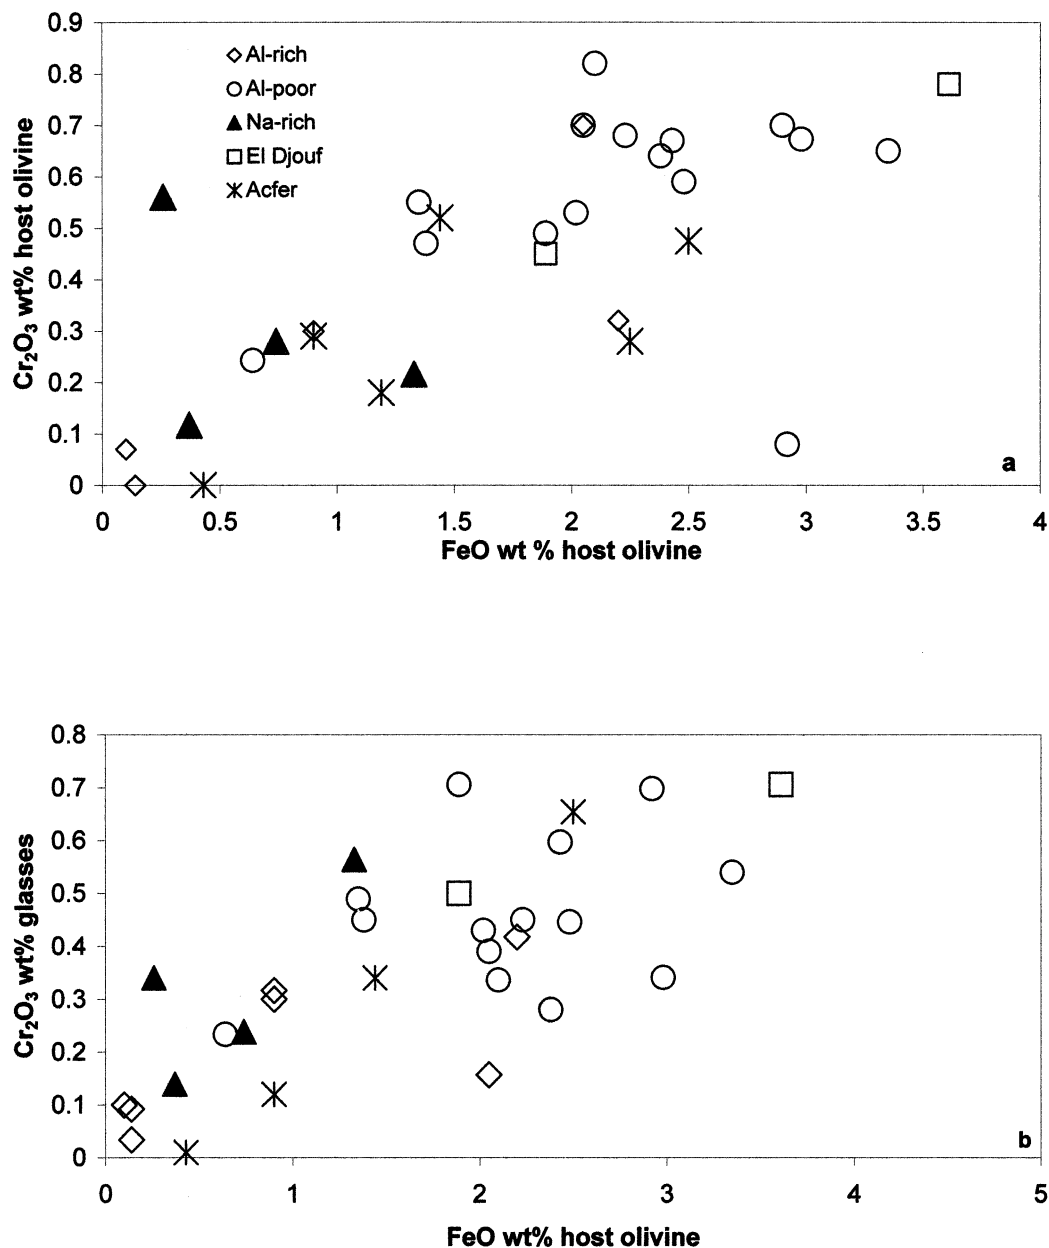 0.9
0.8
0.7
0.6
0.5
0.4
0.3
0.2
0.1
0
Cr₂O₃ wt% host olivine
Al-rich
Al-poor
Na-rich
El Djouf
Acfer
a
0 0.5 1 1.5 2 2.5 3 3.5 4
FeO wt % host olivine
0.8
0.7
0.6
0.5
0.4
0.3
0.2
0.1
0
Cr₂O₃ wt% glasses
b
0 1 2 3 4 5
FeO wt% host olivine